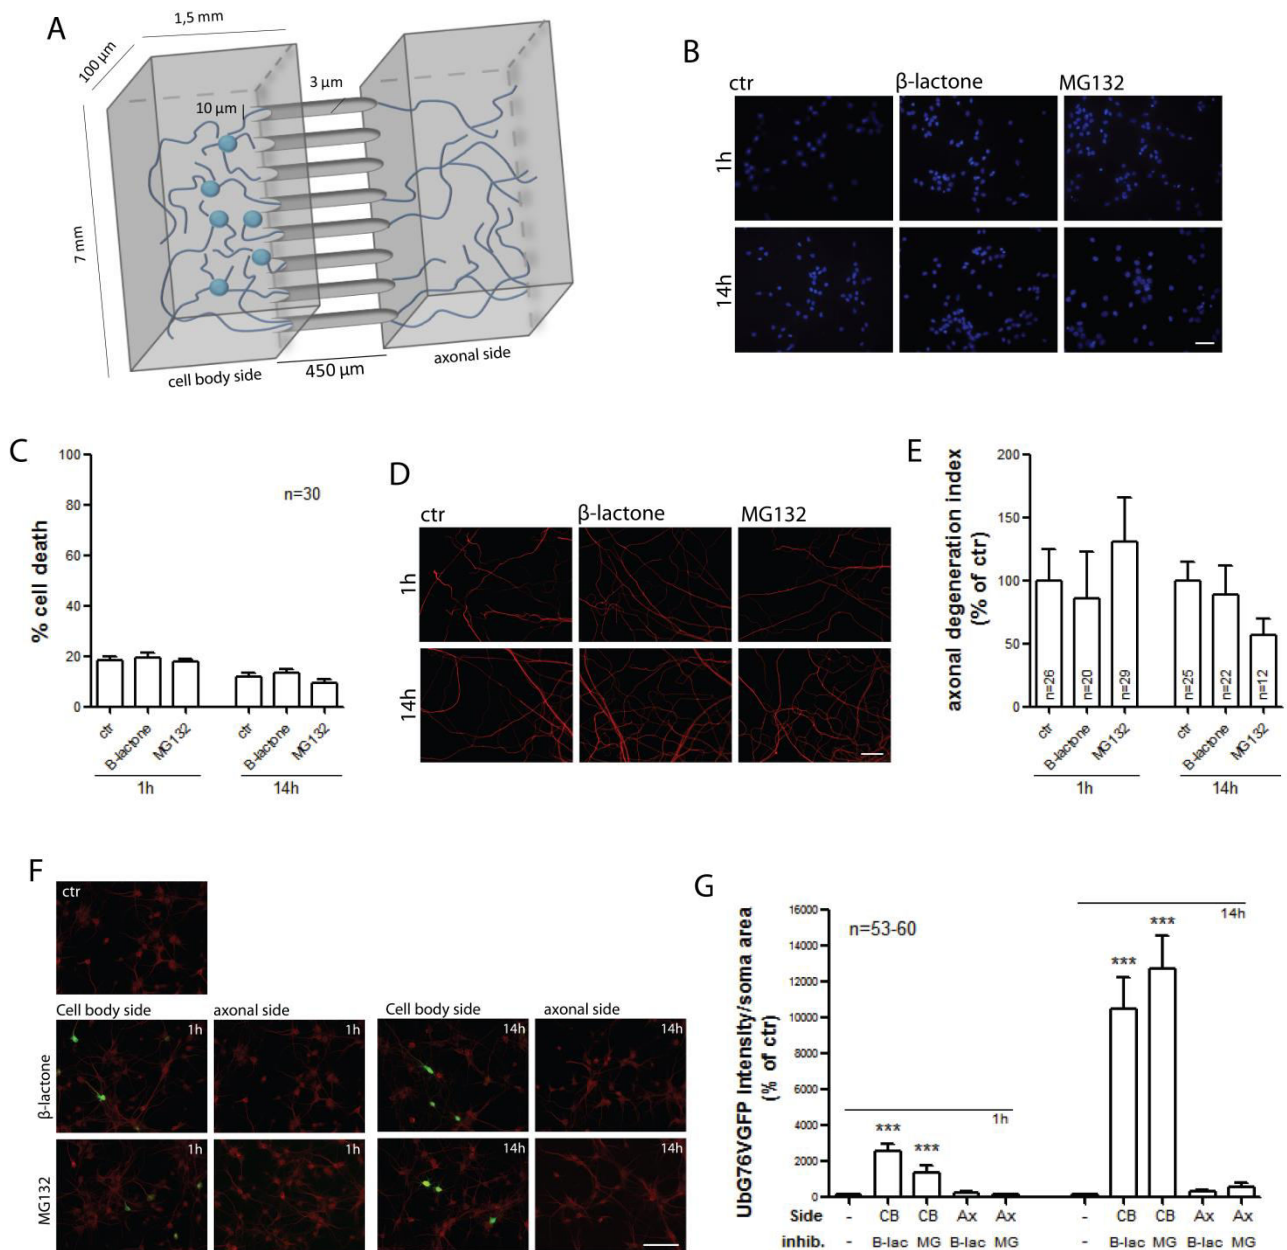 A
1,5 mm
100 µm
3 µm
10 µm
7 mm
cell body side
450 µm
axonal side
B
ctr
β-lactone
MG132
1h
14h
C
% cell death
100
80
60
40
20
0
n=30
ctr
B-lactone
MG132
ctr
B-lactone
MG132
1h
14h
D
ctr
β-lactone
MG132
1h
14h
E
axonal degeneration index
(% of ctr)
200
150
100
50
0
n=26
n=20
n=29
n=25
n=22
n=12
ctr
B-lactone
MG132
ctr
B-lactone
MG132
1h
14h
F
ctr
Cell body side
axonal side
Cell body side
axonal side
β-lactone
1h
1h
14h
14h
MG132
1h
1h
14h
14h
G
UbG76VGFP Intensity/soma area
(% of ctr)
16000
14000
12000
10000
8000
6000
4000
2000
0
n=53-60
14h
***
***
1h
***
***
Side - CB CB Ax Ax - CB CB Ax Ax
inhib. - B-lac MG B-lac MG - B-lac MG B-lac MG